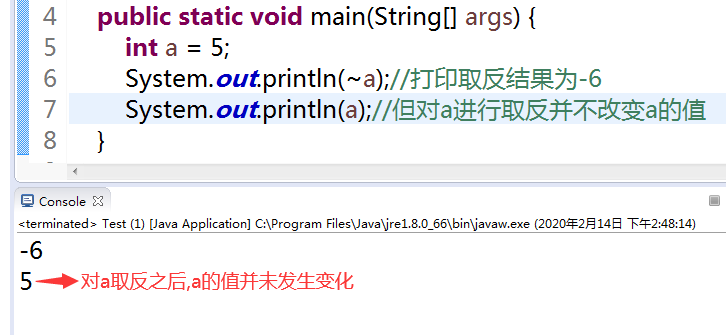 4 public static void main(String[] args) {
5 int a = 5;
6 System.out.println(~a);//打印取反结果为-6
7 System.out.println(a);//但对a进行取反并不改变a的值
8 }
Console
<terminated> Test (1) [Java Application] C:\Program Files\Java\jre1.8.0_66\bin\javaw.exe (2020年2月14日 下午2:48:14)
-6
5 对a取反之后,a的值并未发生变化